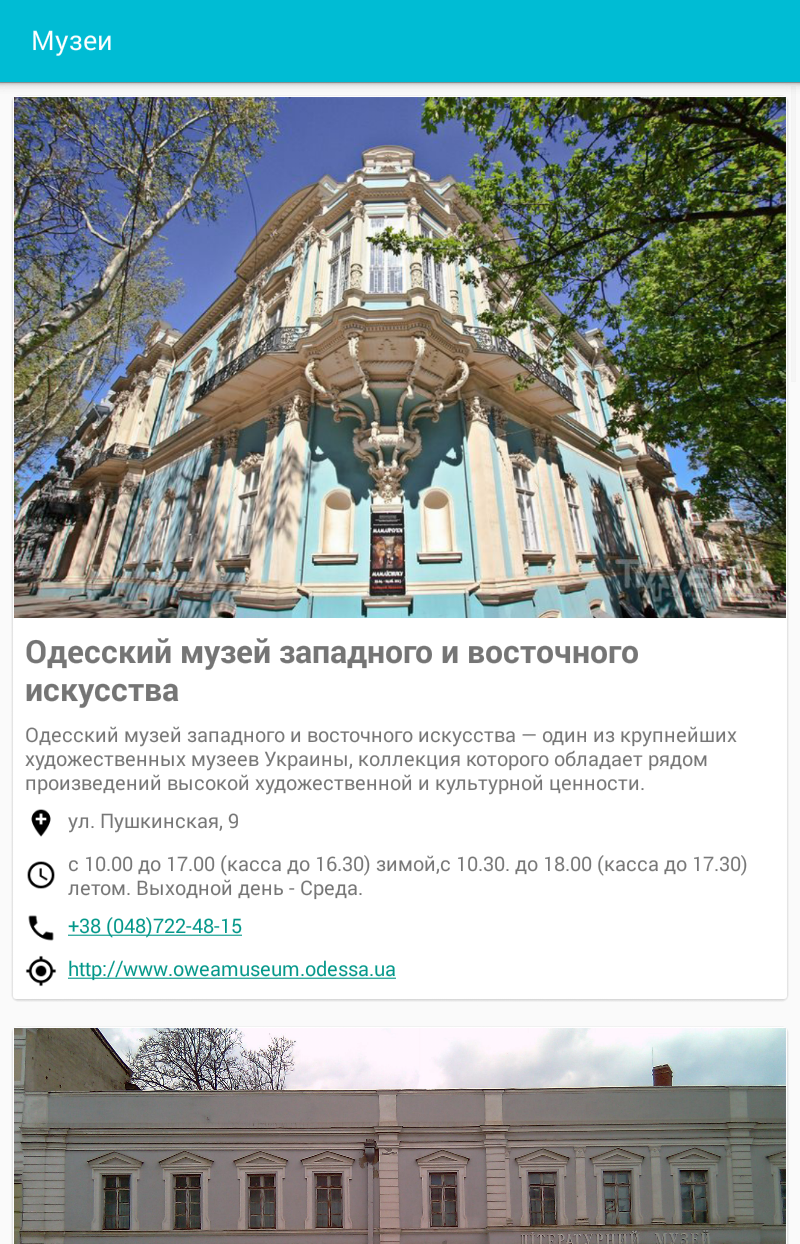 Музеи
Одесский музей западного и восточного
искусства
Одесский музей западного и восточного искусства — один из крупнейших
художественных музеев Украины, коллекция которого обладает рядом
произведений высокой художественной и культурной ценности.
ул. Пушкинская, 9
с 10.00 до 17.00 (касса до 16.30) зимой,с 10.30. до 18.00 (касса до 17.30)
летом. Выходной день - Среда.
+38 (048)722-48-15
http://www.oweamuseum.odessa.ua
ЛІТЕРАТУРНИЙ МУЗЕЙ